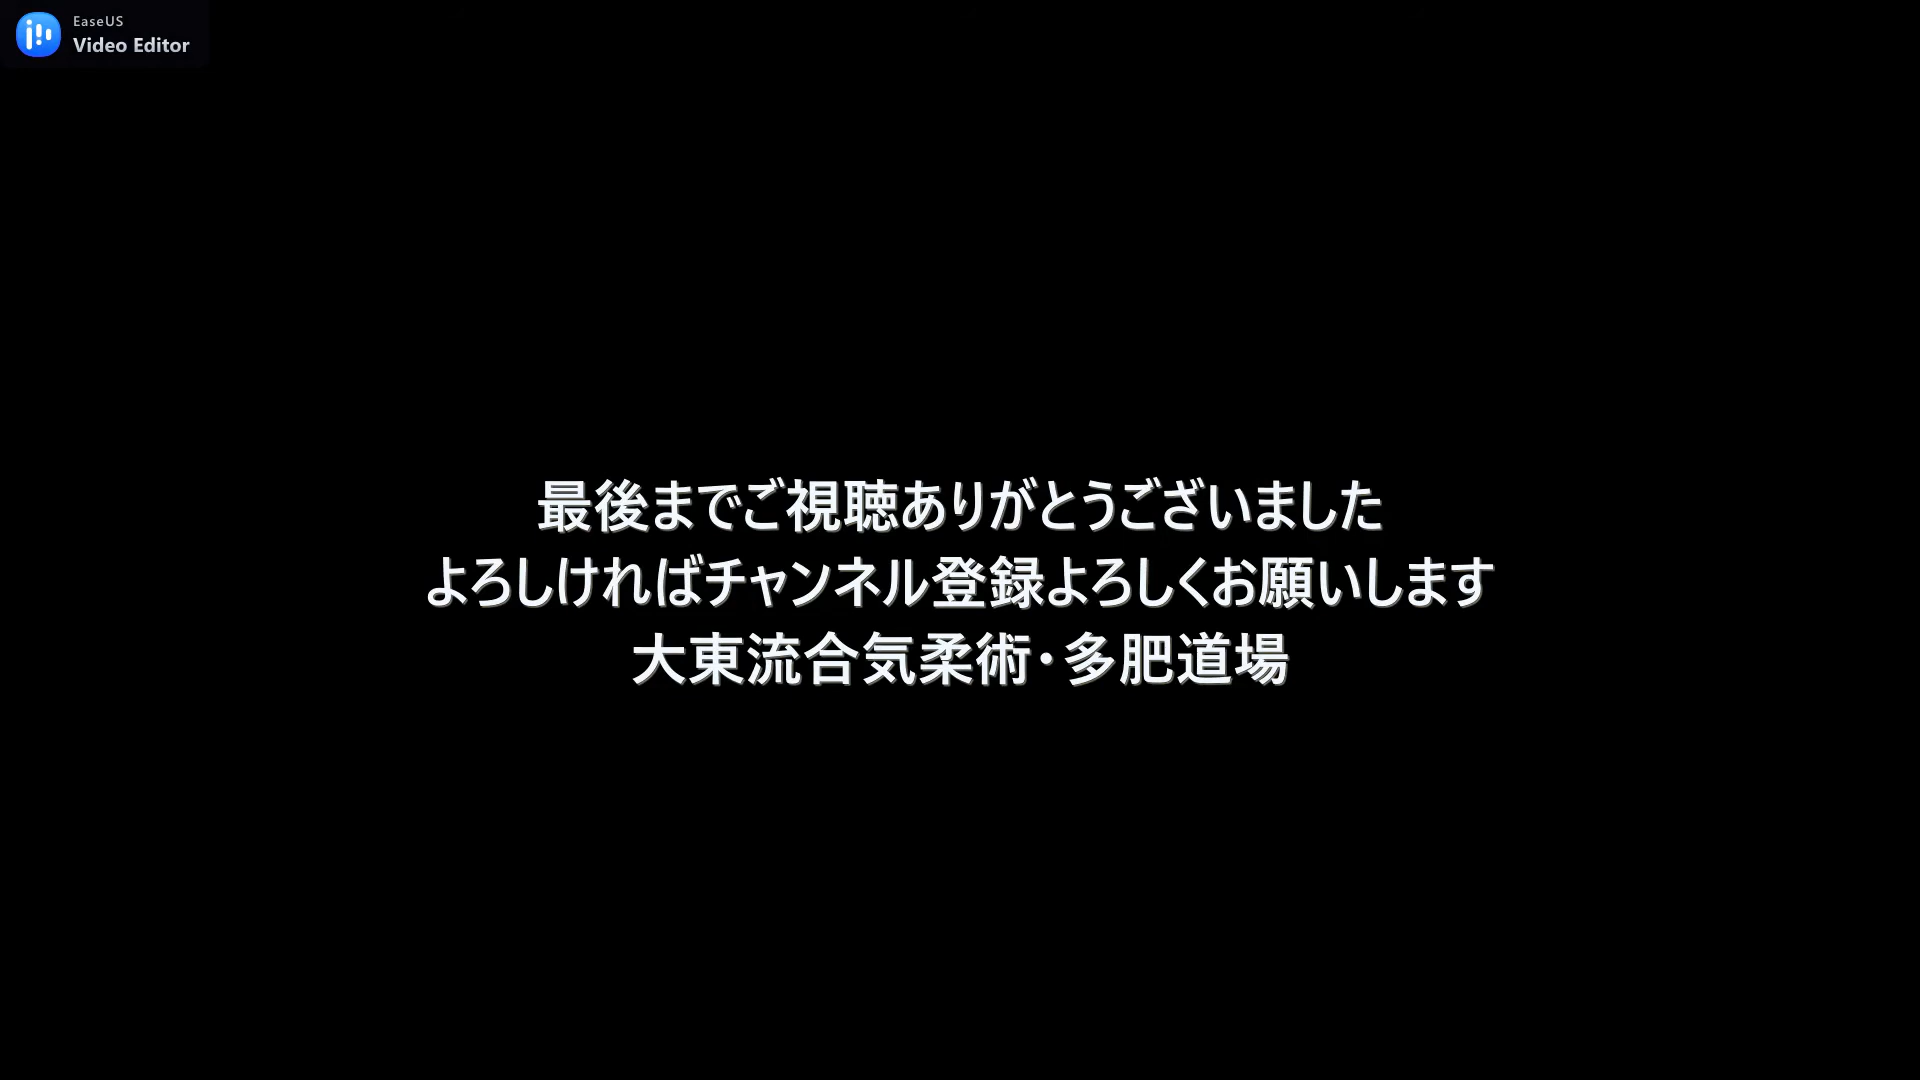 EaseUS
Video Editor
最後までご視聴ありがとうございました
よろしければチャンネル登録よろしくお願いします
大東流合気柔術・多肥道場